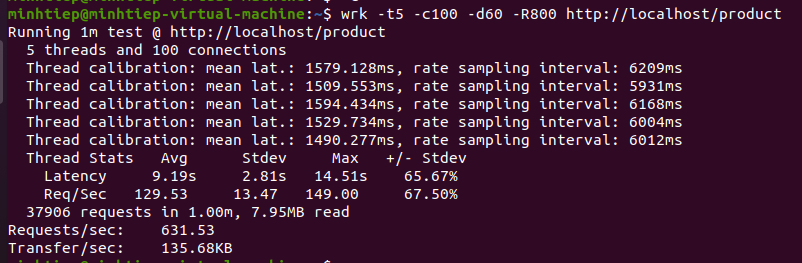 minhtiep@minhtiep-virtual-machine:~$ wrk -t5 -c100 -d60 -R800 http://localhost/product
Running 1m test @ http://localhost/product
  5 threads and 100 connections
  Thread calibration: mean lat.: 1579.128ms, rate sampling interval: 6209ms
  Thread calibration: mean lat.: 1509.553ms, rate sampling interval: 5931ms
  Thread calibration: mean lat.: 1594.434ms, rate sampling interval: 6168ms
  Thread calibration: mean lat.: 1529.734ms, rate sampling interval: 6004ms
  Thread calibration: mean lat.: 1490.277ms, rate sampling interval: 6012ms
  Thread Stats   Avg      Stdev     Max   +/- Stdev
    Latency     9.19s     2.81s   14.51s    65.67%
    Req/Sec   129.53     13.47   149.00     67.50%
  37906 requests in 1.00m, 7.95MB read
Requests/sec:    631.53
Transfer/sec:    135.68KB